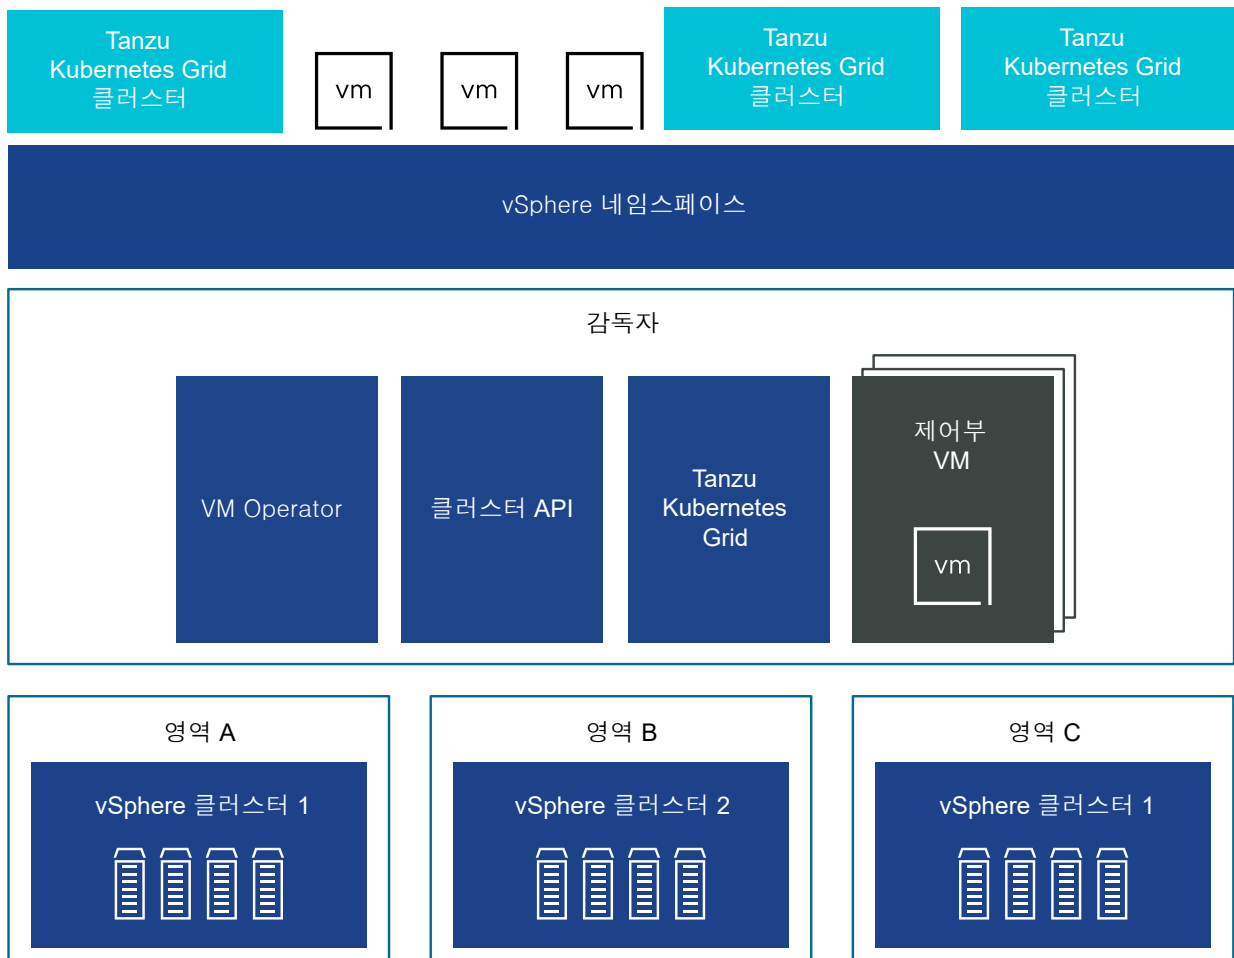 Tanzu
Kubernetes Grid
클러스터
vm
vm
vm
Tanzu
Kubernetes Grid
클러스터
Tanzu
Kubernetes Grid
클러스터
vSphere 네임스페이스
감독자
VM Operator
클러스터 API
Tanzu
Kubernetes
Grid
제어부
VM
vm
영역 A
vSphere 클러스터 1
영역 B
vSphere 클러스터 2
영역 C
vSphere 클러스터 1